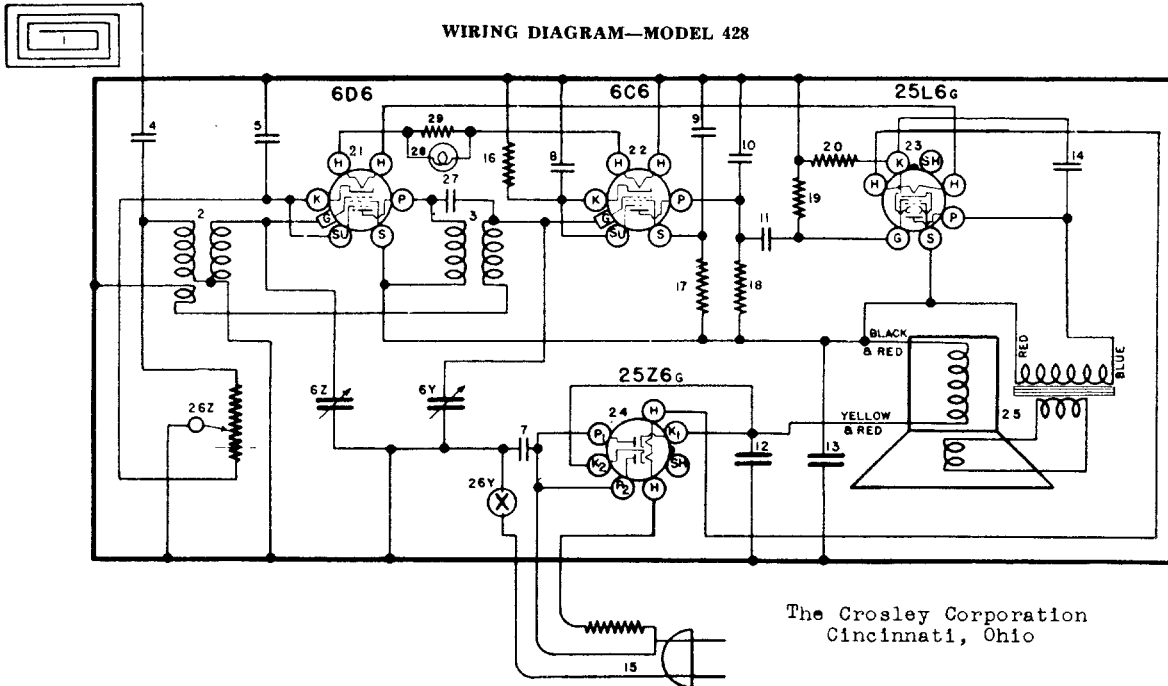 WIRING DIAGRAM—MODEL 428
1
6D6
6C6
25L6G
4
5
29
28
21
H
H
K
G
SU
S
P
27
2
3
16
8
22
H
H
K
G
SU
S
P
9
10
11
17
18
19
20
23
K
SH
H
H
P
G
S
14
BLACK
& RED
RED
BLUE
YELLOW
& RED
25
26Z
6Z
6Y
25Z6G
24
H
P1
K1
K2
SH
P2
H
7
12
13
26Y
X
15
The Crosley Corporation
Cincinnati, Ohio